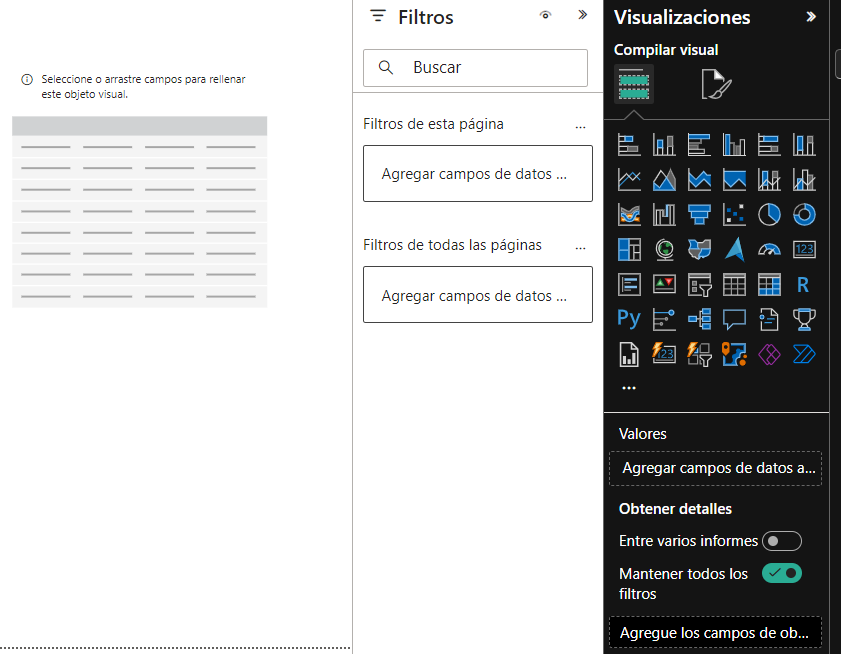 Seleccione o arrastre campos para rellenar
este objeto visual.
Filtros
Buscar
Filtros de esta página
...
Agregar campos de datos ...
Filtros de todas las páginas
...
Agregar campos de datos ...
Visualizaciones
Compilar visual
123
R
Py
123
...
Valores
Agregar campos de datos a...
Obtener detalles
Entre varios informes
Mantener todos los
filtros
Agregue los campos de ob...